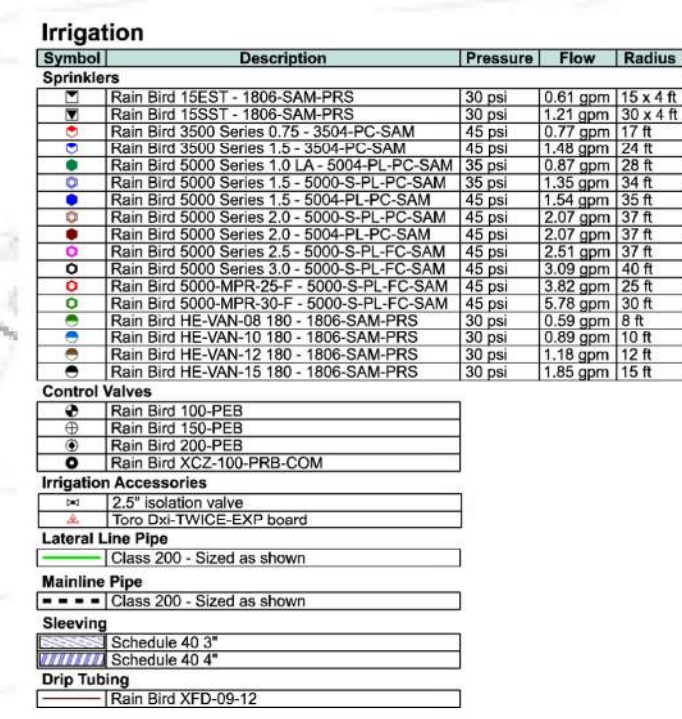 Irrigation
Symbol Description Pressure Flow Radius
Sprinklers
Rain Bird 15EST - 1806-SAM-PRS 30 psi 0.61 gpm 15 x 4 ft
Rain Bird 15SST - 1806-SAM-PRS 30 psi 1.21 gpm 30 x 4 ft
Rain Bird 3500 Series 0.75 - 3504-PC-SAM 45 psi 0.77 gpm 17 ft
Rain Bird 3500 Series 1.5 - 3504-PC-SAM 45 psi 1.48 gpm 24 ft
Rain Bird 5000 Series 1.0 LA - 5004-PL-PC-SAM 35 psi 0.87 gpm 28 ft
Rain Bird 5000 Series 1.5 - 5000-S-PL-PC-SAM 35 psi 1.35 gpm 34 ft
Rain Bird 5000 Series 1.5 - 5004-PL-PC-SAM 45 psi 1.54 gpm 35 ft
Rain Bird 5000 Series 2.0 - 5000-S-PL-PC-SAM 45 psi 2.07 gpm 37 ft
Rain Bird 5000 Series 2.0 - 5004-PL-PC-SAM 45 psi 2.07 gpm 37 ft
Rain Bird 5000 Series 2.5 - 5000-S-PL-FC-SAM 45 psi 2.51 gpm 37 ft
Rain Bird 5000 Series 3.0 - 5000-S-PL-FC-SAM 45 psi 3.09 gpm 40 ft
Rain Bird 5000-MPR-25-F - 5000-S-PL-FC-SAM 45 psi 3.82 gpm 25 ft
Rain Bird 5000-MPR-30-F - 5000-S-PL-FC-SAM 45 psi 5.78 gpm 30 ft
Rain Bird HE-VAN-08 180 - 1806-SAM-PRS 30 psi 0.59 gpm 8 ft
Rain Bird HE-VAN-10 180 - 1806-SAM-PRS 30 psi 0.89 gpm 10 ft
Rain Bird HE-VAN-12 180 - 1806-SAM-PRS 30 psi 1.18 gpm 12 ft
Rain Bird HE-VAN-15 180 - 1806-SAM-PRS 30 psi 1.85 gpm 15 ft
Control Valves
Rain Bird 100-PEB
Rain Bird 150-PEB
Rain Bird 200-PEB
Rain Bird XCZ-100-PRB-COM
Irrigation Accessories
2.5" isolation valve
Toro Dxi-TWICE-EXP board
Lateral Line Pipe
Class 200 - Sized as shown
Mainline Pipe
Class 200 - Sized as shown
Sleeving
Schedule 40 3"
Schedule 40 4"
Drip Tubing
Rain Bird XFD-09-12